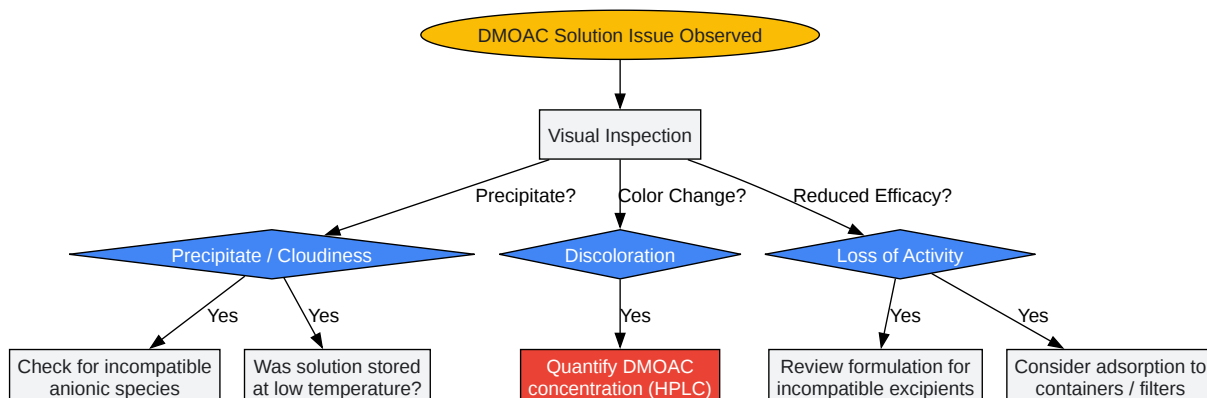 DMOAC Solution Issue Observed
Visual Inspection
Precipitate?
Color Change?
Reduced Efficacy?
Precipitate / Cloudiness
Discoloration
Loss of Activity
Yes
Yes
Yes
Yes
Yes
Check for incompatible
anionic species
Was solution stored
at low temperature?
Quantify DMOAC
concentration (HPLC)
Review formulation for
incompatible excipients
Consider adsorption to
containers / filters